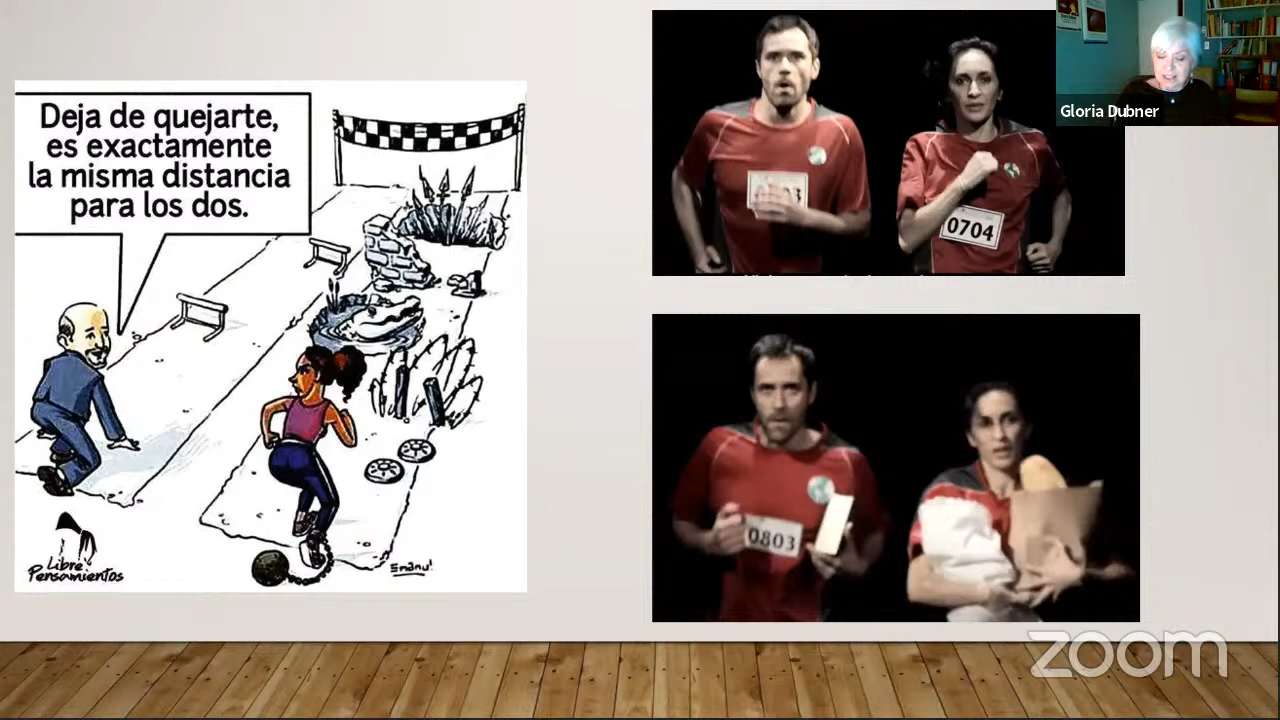 Deja de quejarte,
es exactamente
la misma distancia
para los dos.
Libre
Pensamientos
Emanu!
0704
0803
Gloria Dubner
zoom